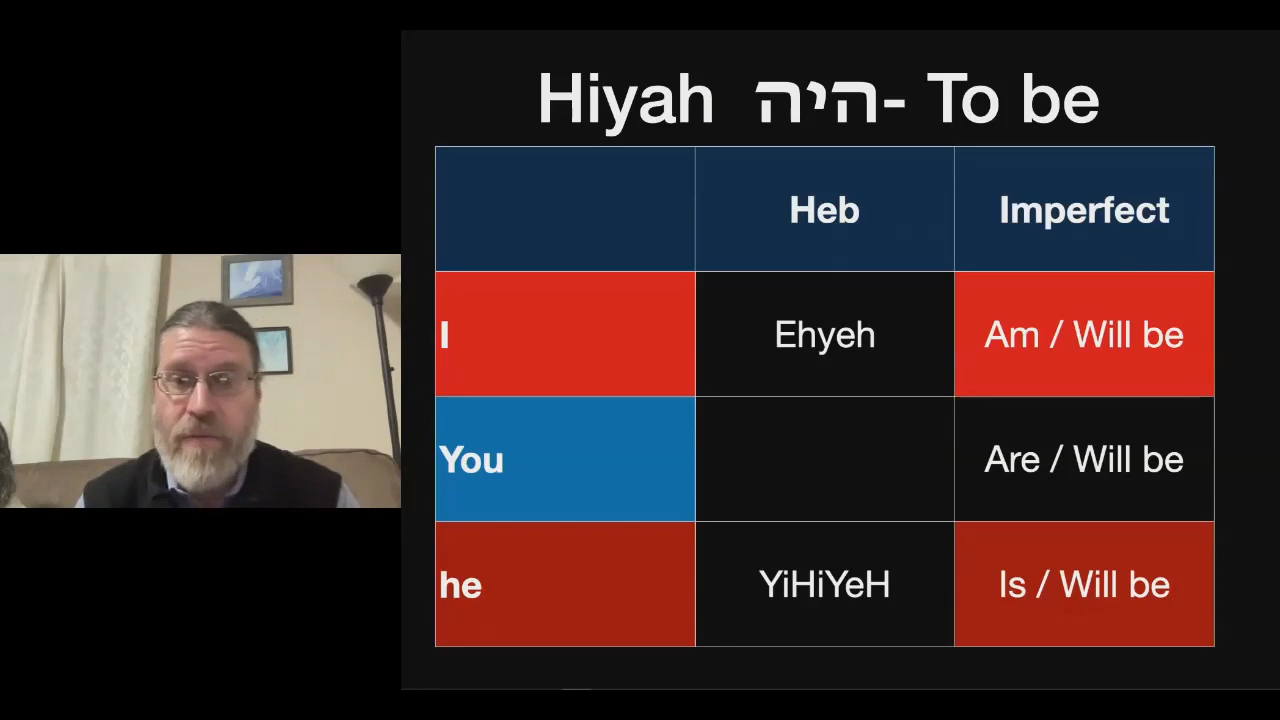 Hiyah היה- To be
Heb Imperfect
I Ehyeh Am / Will be
You Are / Will be
he YiHiYeH Is / Will be